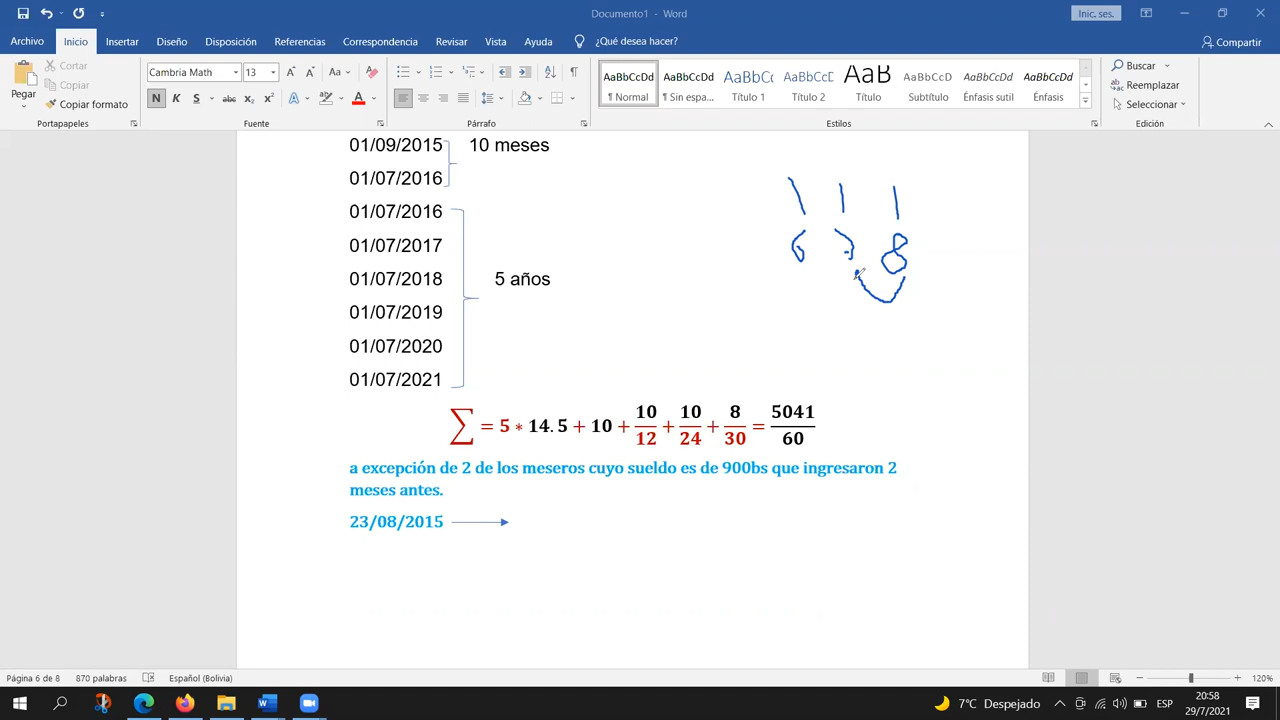 Documento1 - Word
Inic. ses.
Archivo Inicio Insertar Diseño Disposición Referencias Correspondencia Revisar Vista Ayuda ¿Qué desea hacer? Compartir
Pegar
Cortar
Copiar
Copiar formato
Portapapeles
Cambria Math 13
Fuente
Párrafo
AaBbCcDd AaBbCcDd AaBbCc AaBbCcD AaB AaBbCcD AaBbCcDd AaBbCcDd
¶ Normal ¶ Sin espa... Título 1 Título 2 Título Subtítulo Énfasis sutil Énfasis
Estilos
Buscar
Reemplazar
Seleccionar
Edición
01/09/2015 10 meses
01/07/2016
01/07/2016
01/07/2017
01/07/2018 5 años
01/07/2019
01/07/2020
01/07/2021
∑ = 5 * 14.5 + 10 + 10/12 + 10/24 + 8/30 = 5041/60
a excepción de 2 de los meseros cuyo sueldo es de 900bs que ingresaron 2
meses antes.
23/08/2015
6 8
Página 6 de 8 870 palabras Español (Bolivia) 120%
7°C Despejado ESP 20:58
29/7/2021